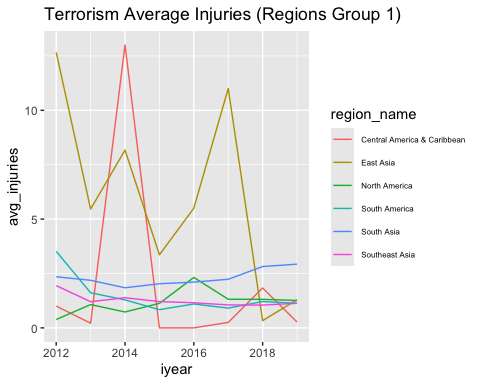 Terrorism Average Injuries (Regions Group 1)
avg_injuries
10
5
0
2012
2014
2016
2018
iyear
region_name
Central America & Caribbean
East Asia
North America
South America
South Asia
Southeast Asia